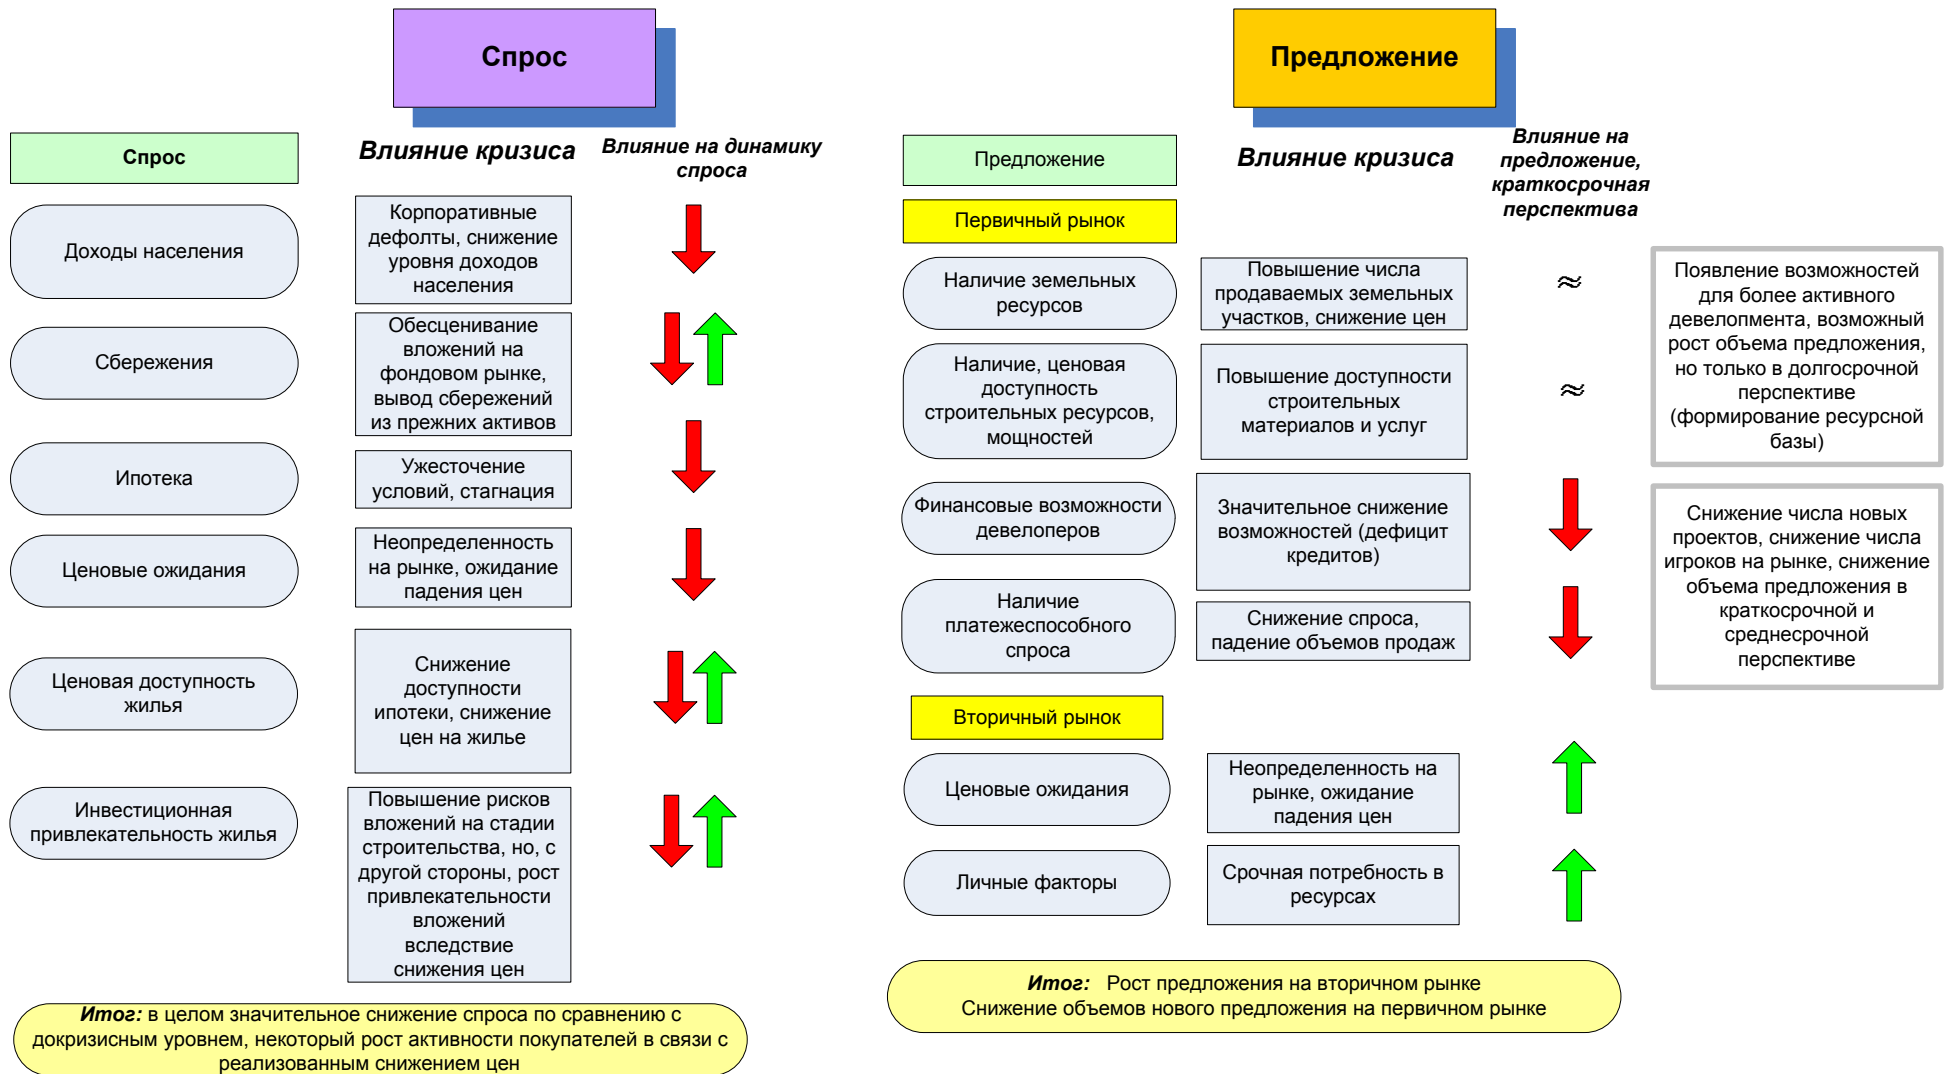 Спрос
Спрос
Влияние кризиса
Влияние на динамику
спроса
Доходы населения
Корпоративные
дефолты, снижение
уровня доходов
населения
Сбережения
Обесценивание
вложений на
фондовом рынке,
вывод сбережений
из прежних активов
Ипотека
Ужесточение
условий, стагнация
Ценовые ожидания
Неопределенность
на рынке, ожидание
падения цен
Ценовая доступность
жилья
Снижение
доступности
ипотеки, снижение
цен на жилье
Инвестиционная
привлекательность жилья
Повышение рисков
вложений на стадии
строительства, но, с
другой стороны, рост
привлекательности
вложений
вследствие
снижения цен
Итог: в целом значительное снижение спроса по сравнению с
докризисным уровнем, некоторый рост активности покупателей в связи с
реализованным снижением цен
Предложение
Предложение
Влияние кризиса
Влияние на
предложение,
краткосрочная
перспектива
Первичный рынок
Наличие земельных
ресурсов
Повышение числа
продаваемых земельных
участков, снижение цен
≈
Наличие, ценовая
доступность
строительных ресурсов,
мощностей
Повышение доступности
строительных
материалов и услуг
≈
Появление возможностей
для более активного
девелопмента, возможный
рост объема предложения,
но только в долгосрочной
перспективе
(формирование ресурсной
базы)
Финансовые возможности
девелоперов
Значительное снижение
возможностей (дефицит
кредитов)
Наличие
платежеспособного
спроса
Снижение спроса,
падение объемов продаж
Снижение числа новых
проектов, снижение числа
игроков на рынке, снижение
объема предложения в
краткосрочной и
среднесрочной
перспективе
Вторичный рынок
Ценовые ожидания
Неопределенность на
рынке, ожидание
падения цен
Личные факторы
Срочная потребность в
ресурсах
Итог: Рост предложения на вторичном рынке
Снижение объемов нового предложения на первичном рынке